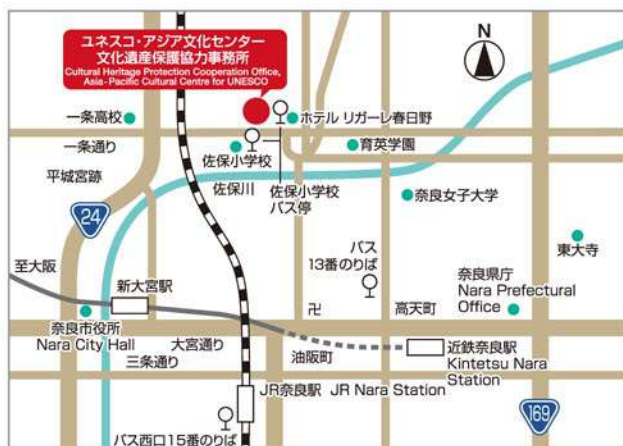 ユネスコ・アジア文化センター
文化遺産保護協力事務所
Cultural Heritage Protection Cooperation Office,
Asia-Pacific Cultural Centre for UNESCO
N
一条高校
ホテル リガーレ春日野
一条通り
佐保小学校
育英学園
平城宮跡
佐保川
佐保小学校
バス停
奈良女子大学
24
東大寺
至大阪
新大宮駅
バス
13番のりば
奈良県庁
Nara Prefectural
Office
卍
高天町
奈良市役所
Nara City Hall
大宮通り
三条通り
油阪町
近鉄奈良駅
Kintetsu Nara
Station
JR奈良駅 JR Nara Station
バス西口15番のりば
169